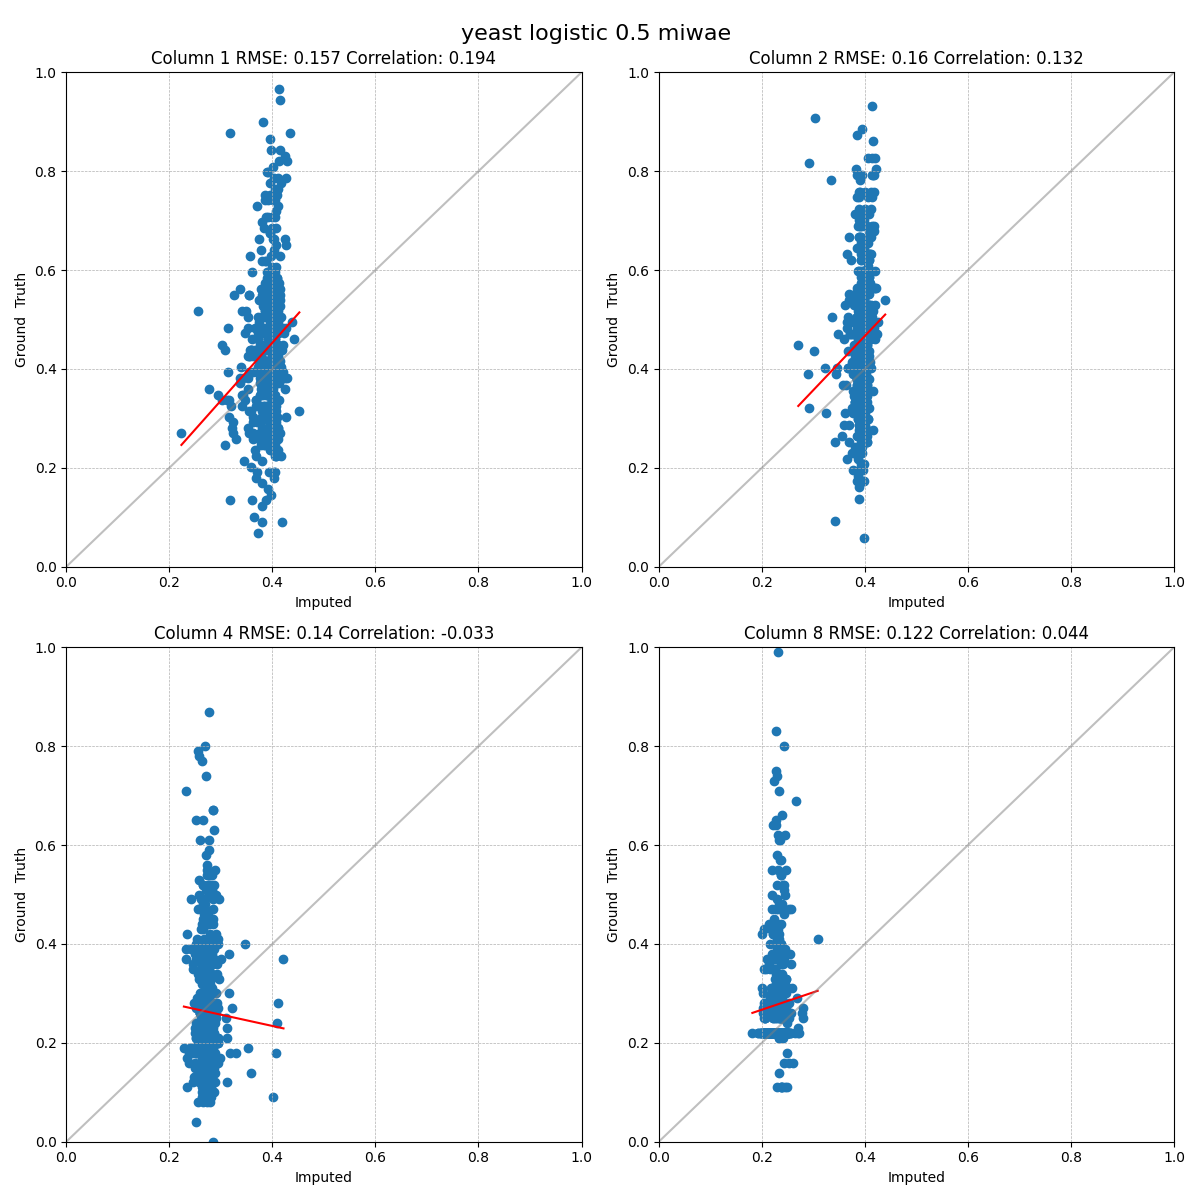 yeast logistic 0.5 miwae
Column 1 RMSE: 0.157 Correlation: 0.194
1.0
0.8
0.6
0.4
0.2
0.0
Ground Truth
0.0 0.2 0.4 0.6 0.8 1.0
Imputed
Column 2 RMSE: 0.16 Correlation: 0.132
1.0
0.8
0.6
0.4
0.2
0.0
Ground Truth
0.0 0.2 0.4 0.6 0.8 1.0
Imputed
Column 4 RMSE: 0.14 Correlation: -0.033
1.0
0.8
0.6
0.4
0.2
0.0
Ground Truth
0.0 0.2 0.4 0.6 0.8 1.0
Imputed
Column 8 RMSE: 0.122 Correlation: 0.044
1.0
0.8
0.6
0.4
0.2
0.0
Ground Truth
0.0 0.2 0.4 0.6 0.8 1.0
Imputed